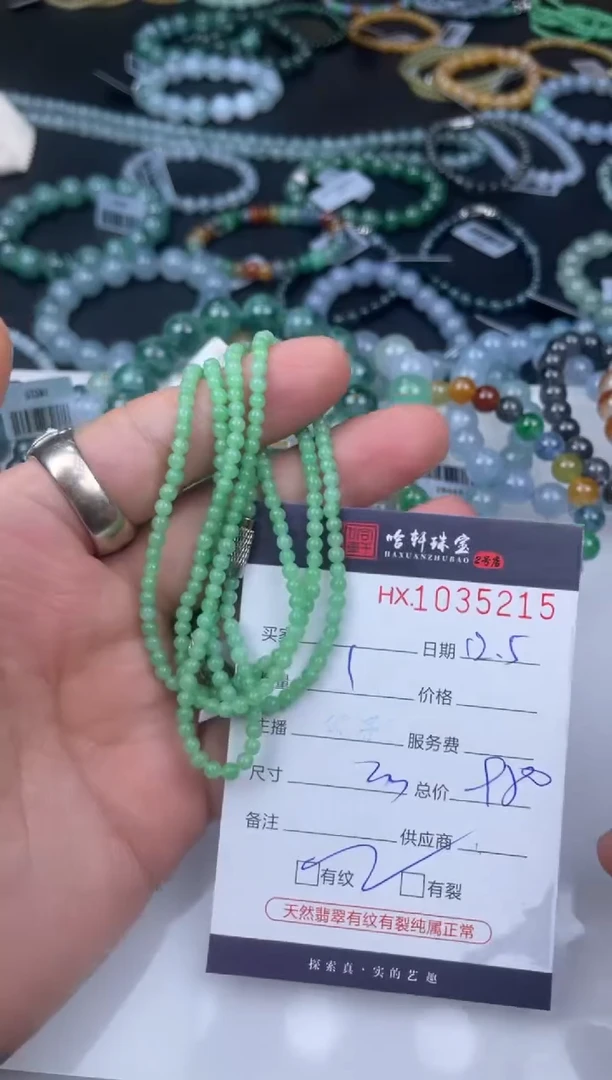 哈轩珠宝
HAXUANZHUBAO 2号店
HX.1035215
买家 日期 12.5
量 1 价格
主播 服务费
尺寸 2m 总价
备注 供应商
有纹 有裂
天然翡翠有纹有裂纯属正常
探索真·实的艺趣